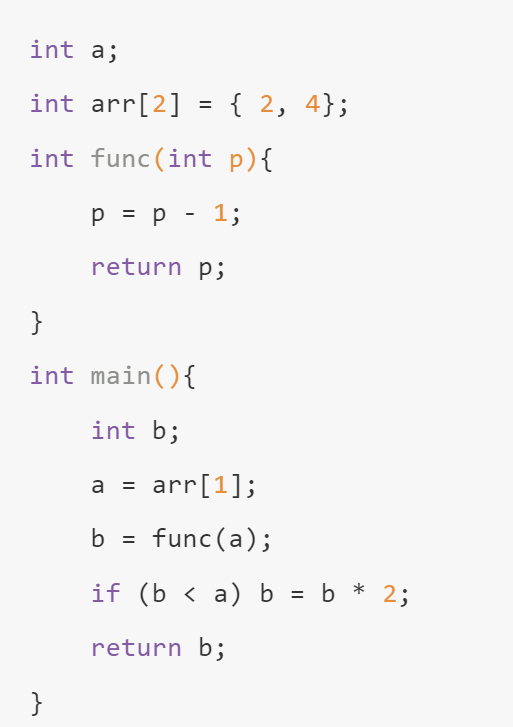 int a;
int arr[2] = { 2, 4};
int func(int p){
    p = p - 1;
    return p;
}
int main(){
    int b;
    a = arr[1];
    b = func(a);
    if (b < a) b = b * 2;
    return b;
}